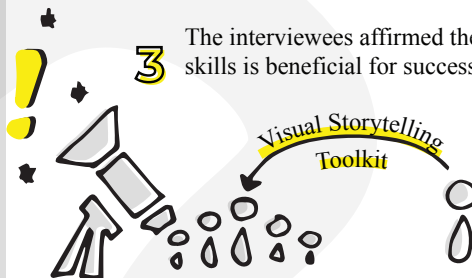 3
The interviewees affirmed the
skills is beneficial for success
Visual Storytelling
Toolkit